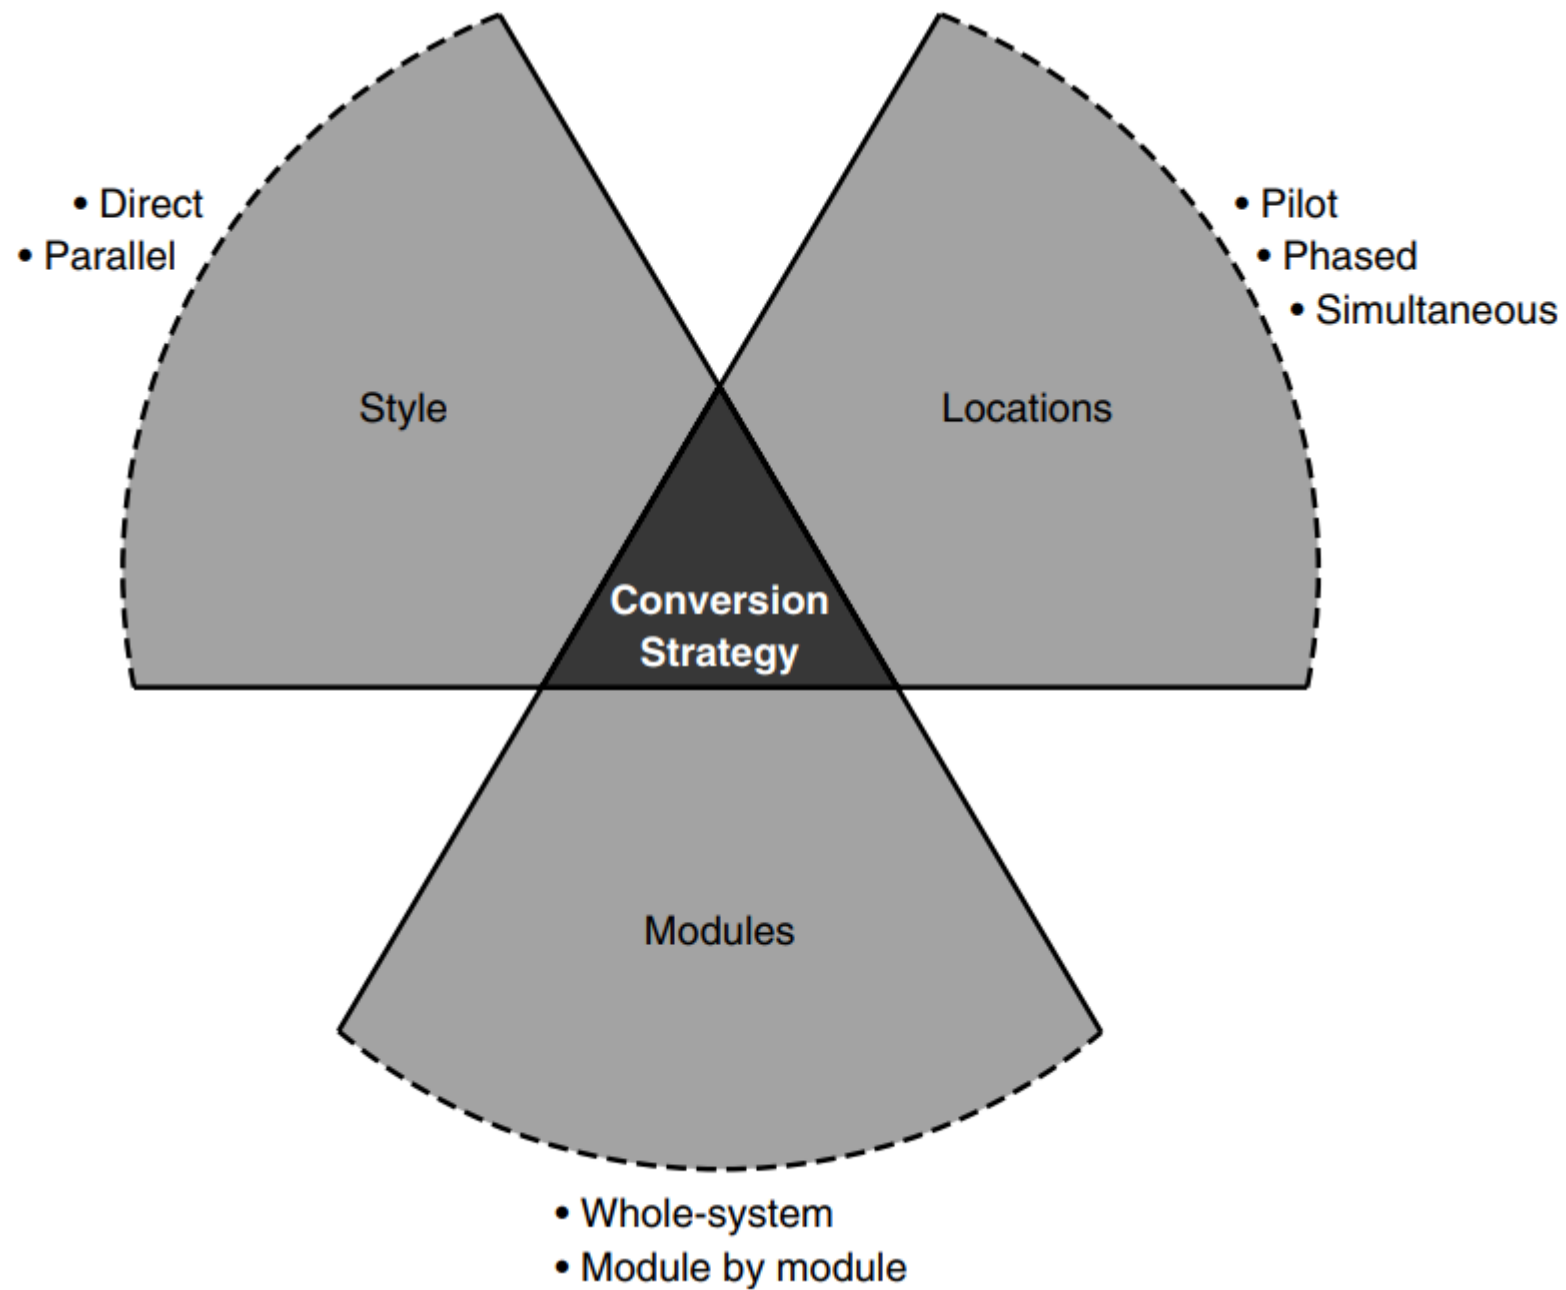 • Direct
• Parallel
• Pilot
• Phased
• Simultaneous
Style
Locations
Conversion
Strategy
Modules
• Whole-system
• Module by module